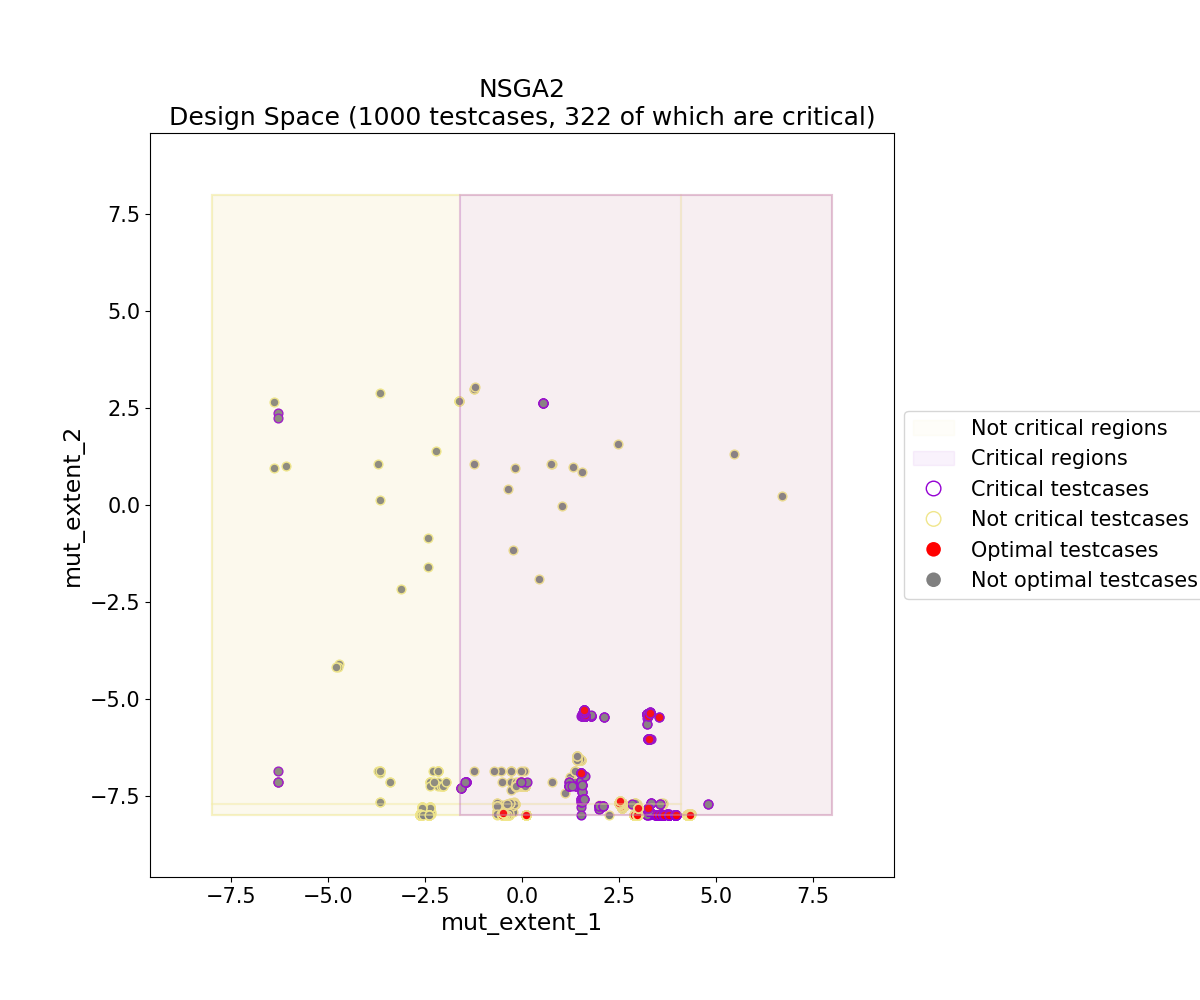 NSGA2
Design Space (1000 testcases, 322 of which are critical)
7.5
5.0
2.5
0.0
−2.5
−5.0
−7.5
mut_extent_2
−7.5
−5.0
−2.5
0.0
2.5
5.0
7.5
mut_extent_1
Not critical regions
Critical regions
Critical testcases
Not critical testcases
Optimal testcases
Not optimal testcases